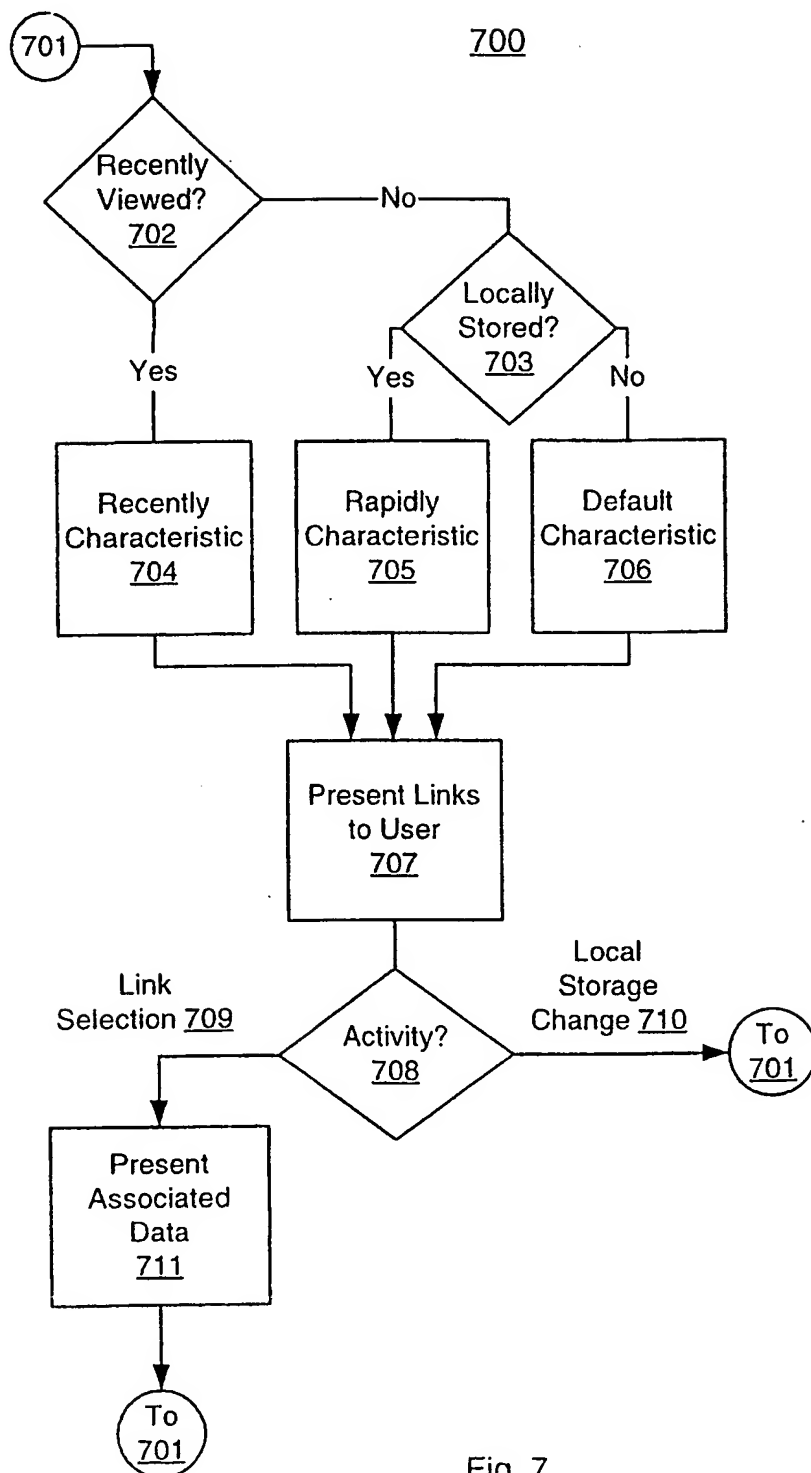 701
700
Recently
Viewed?
702
No
Locally
Stored?
703
Yes
Yes
No
Recently
Characteristic
704
Rapidly
Characteristic
705
Default
Characteristic
706
Present Links
to User
707
Link
Selection 709
Activity?
708
Local
Storage
Change 710
To
701
Present
Associated
Data
711
To
701
Fig. 7